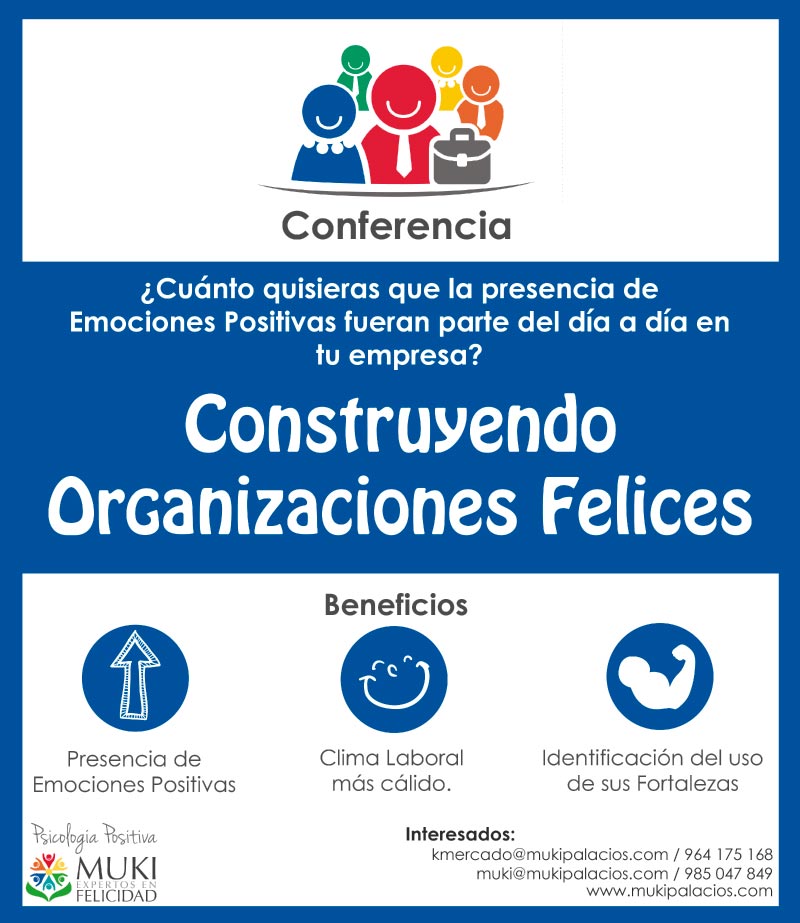 Conferencia
¿Cuánto quisieras que la presencia de
Emociones Positivas fueran parte del día a día en
tu empresa?
Construyendo
Organizaciones Felices
Beneficios
Presencia de
Emociones Positivas
Clima Laboral
más cálido.
Identificación del uso
de sus Fortalezas
Psicología Positiva
MUKI
EXPERTOS EN
FELICIDAD
Interesados:
kmercado@mukipalacios.com / 964 175 168
muki@mukipalacios.com / 985 047 849
www.mukipalacios.com